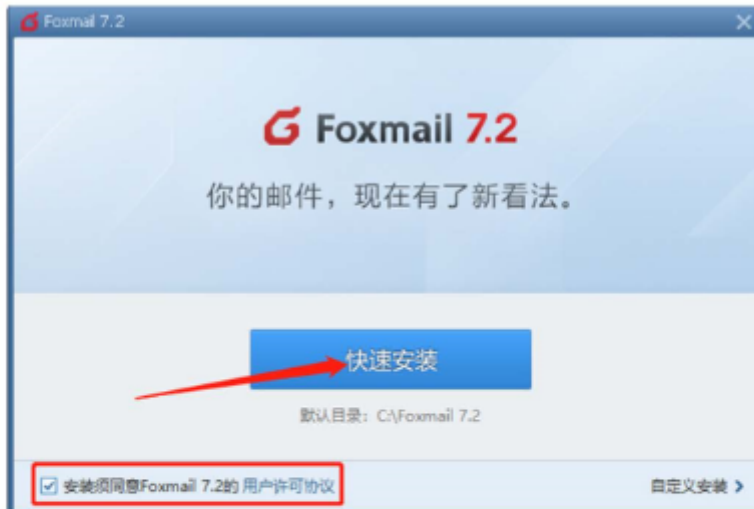 Foxmail 7.2
Foxmail 7.2
你的邮件，现在有了新看法。
快速安装
默认目录：C:\Foxmail 7.2
安装须同意Foxmail 7.2的 用户许可协议
自定义安装